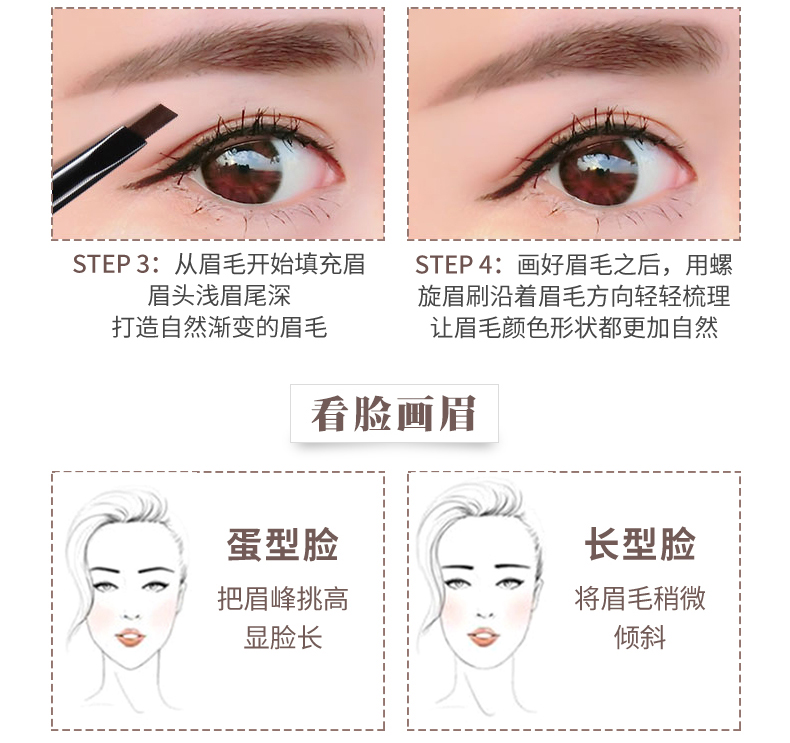 STEP 3：从眉毛开始填充眉
眉头浅眉尾深
打造自然渐变的眉毛
STEP 4：画好眉毛之后，用螺
旋眉刷沿着眉毛方向轻轻梳理
让眉毛颜色形状都更加自然
看脸画眉
蛋型脸
把眉峰挑高
显脸长
长型脸
将眉毛稍微
倾斜